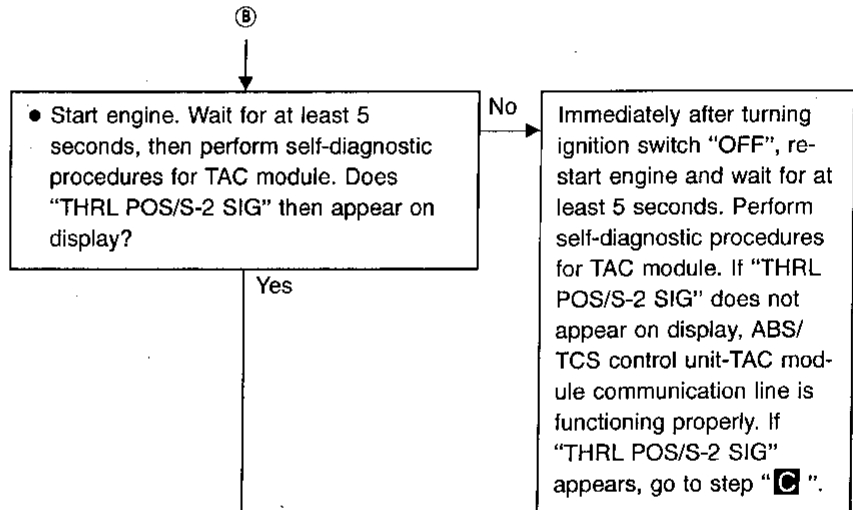 Ⓑ
● Start engine. Wait for at least 5
seconds, then perform self-diagnostic
procedures for TAC module. Does
“THRL POS/S-2 SIG” then appear on
display?
No
Yes
Immediately after turning
ignition switch “OFF”, re-
start engine and wait for at
least 5 seconds. Perform
self-diagnostic procedures
for TAC module. If “THRL
POS/S-2 SIG” does not
appear on display, ABS/
TCS control unit-TAC mod-
ule communication line is
functioning properly. If
“THRL POS/S-2 SIG”
appears, go to step “ C ”.